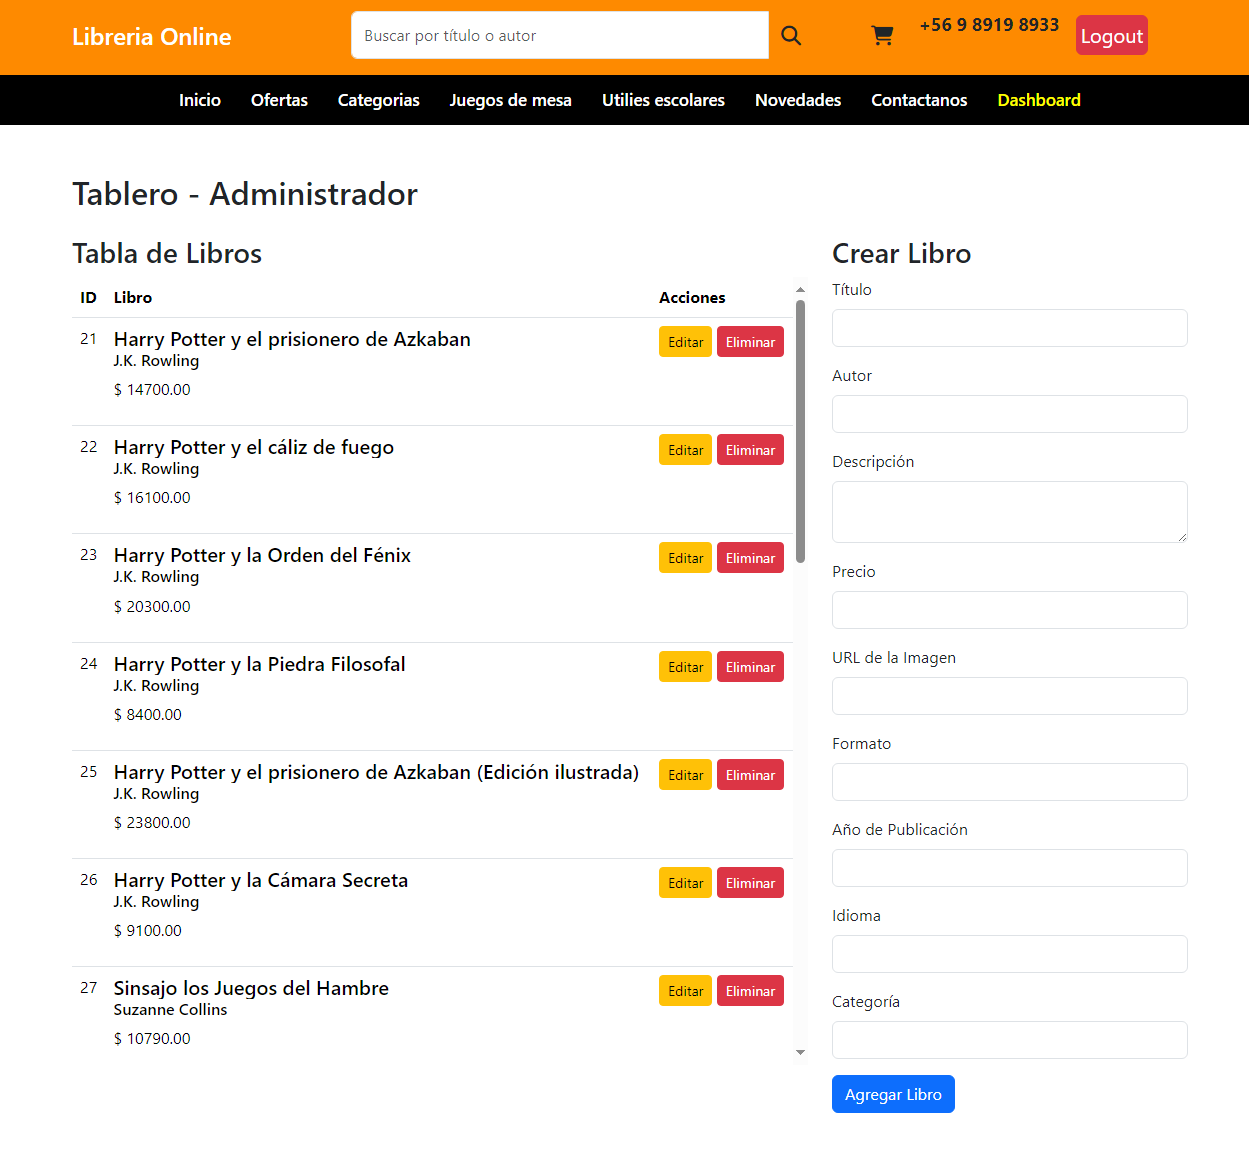 Libreria Online
Buscar por título o autor
+56 9 8919 8933
Logout
Inicio Ofertas Categorias Juegos de mesa Utilies escolares Novedades Contactanos Dashboard
Tablero - Administrador
Tabla de Libros
ID Libro Acciones
21 Harry Potter y el prisionero de Azkaban Editar Eliminar
J.K. Rowling
$ 14700.00
22 Harry Potter y el cáliz de fuego Editar Eliminar
J.K. Rowling
$ 16100.00
23 Harry Potter y la Orden del Fénix Editar Eliminar
J.K. Rowling
$ 20300.00
24 Harry Potter y la Piedra Filosofal Editar Eliminar
J.K. Rowling
$ 8400.00
25 Harry Potter y el prisionero de Azkaban (Edición ilustrada) Editar Eliminar
J.K. Rowling
$ 23800.00
26 Harry Potter y la Cámara Secreta Editar Eliminar
J.K. Rowling
$ 9100.00
27 Sinsajo los Juegos del Hambre Editar Eliminar
Suzanne Collins
$ 10790.00
Crear Libro
Título
Autor
Descripción
Precio
URL de la Imagen
Formato
Año de Publicación
Idioma
Categoría
Agregar Libro